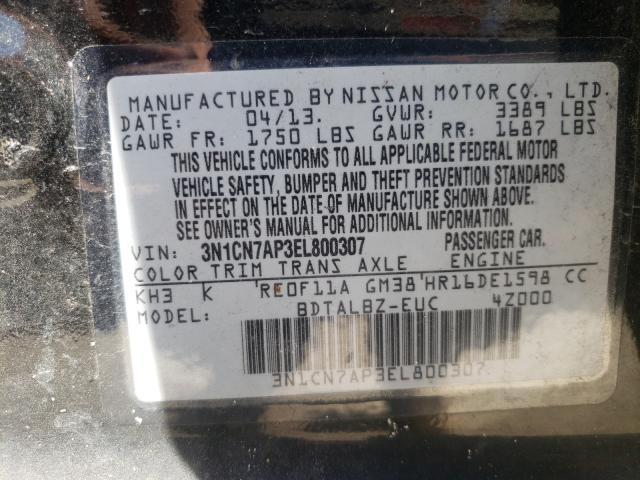 MANUFACTURED BY NISSAN MOTOR CO., LTD.
DATE: 04/13. GVWR: 3389 LBS
GAWR FR: 1750 LBS GAWR RR: 1687 LBS
THIS VEHICLE CONFORMS TO ALL APPLICABLE FEDERAL MOTOR
VEHICLE SAFETY, BUMPER AND THEFT PREVENTION STANDARDS
IN EFFECT ON THE DATE OF MANUFACTURE SHOWN ABOVE.
SEE OWNER'S MANUAL FOR ADDITIONAL INFORMATION.
VIN: 3N1CN7AP3EL800307 PASSENGER CAR.
COLOR TRIM TRANS AXLE ENGINE
KH3 K 'RE0F11A GM38'HR16DE1598 CC
MODEL: BDTALBZ-EUC 4Z000
3N1CN7AP3EL800307